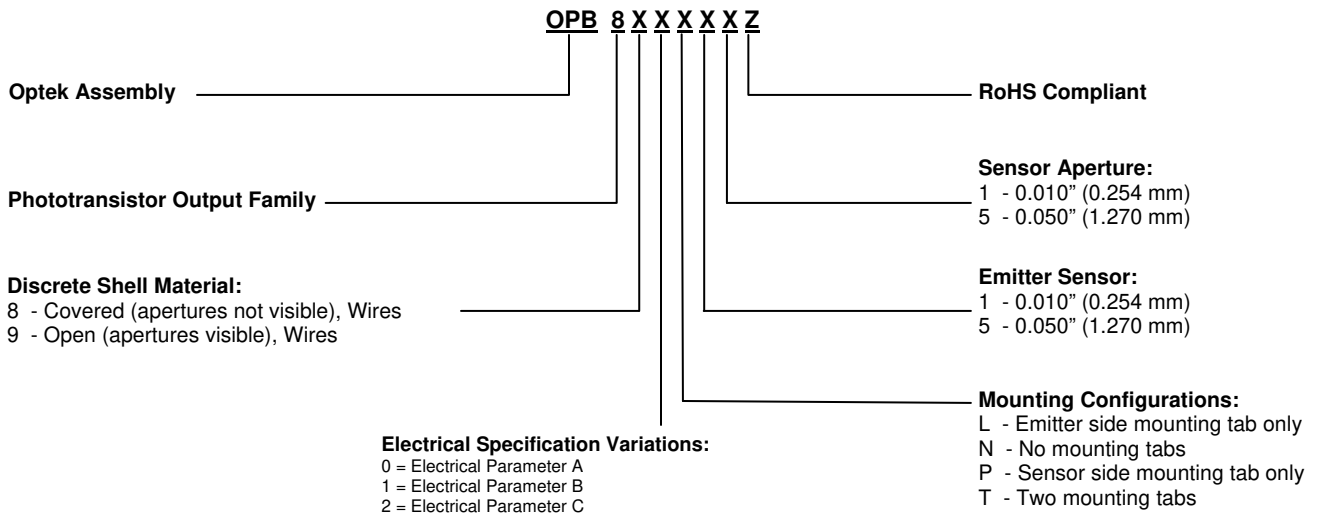 OPB 8 X X X X X Z
Optek Assembly
RoHS Compliant
Phototransistor Output Family
Sensor Aperture:
1 - 0.010” (0.254 mm)
5 - 0.050” (1.270 mm)
Discrete Shell Material:
8 - Covered (apertures not visible), Wires
9 - Open (apertures visible), Wires
Emitter Sensor:
1 - 0.010” (0.254 mm)
5 - 0.050” (1.270 mm)
Electrical Specification Variations:
0 = Electrical Parameter A
1 = Electrical Parameter B
2 = Electrical Parameter C
Mounting Configurations:
L - Emitter side mounting tab only
N - No mounting tabs
P - Sensor side mounting tab only
T - Two mounting tabs